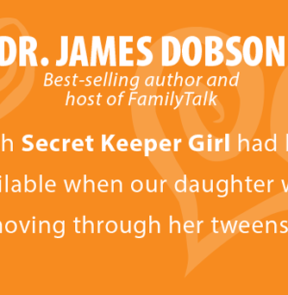 DR. JAMES DOBSON
Best-selling author and
host of FamilyTalk
Secret Keeper Girl had
when our daughter
through her tweens